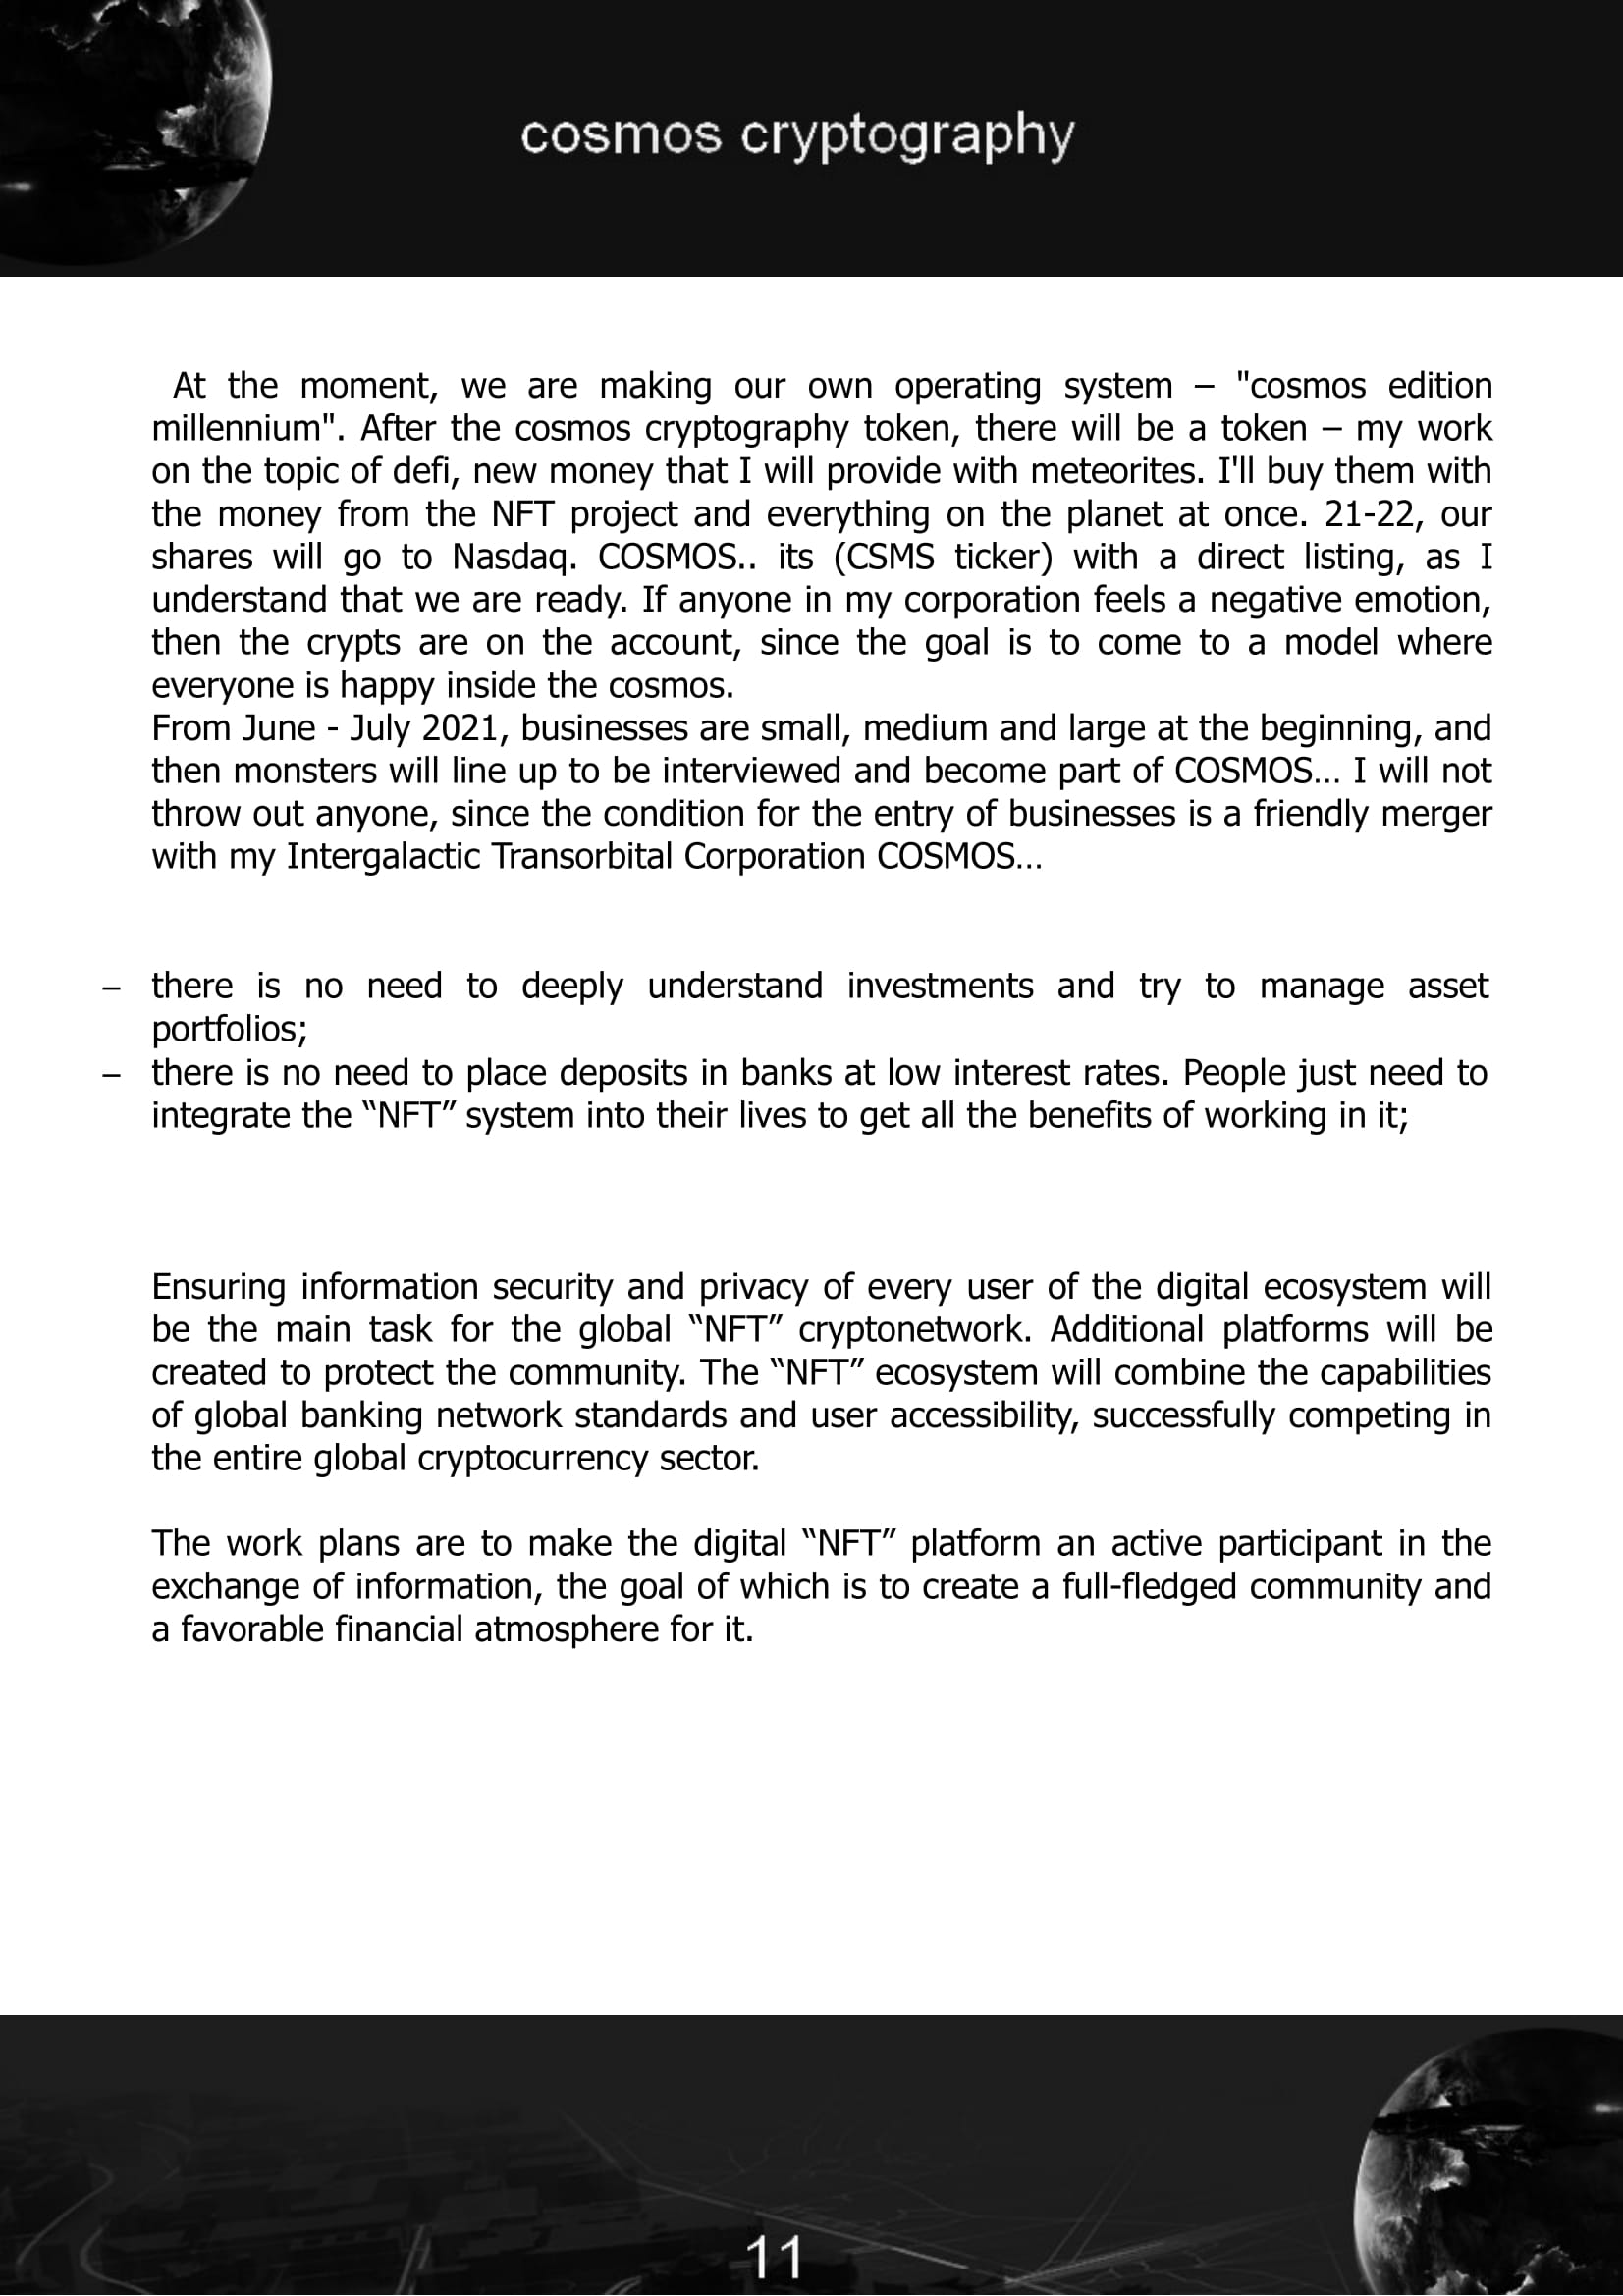 cosmos cryptography
At the moment, we are making our own operating system – "cosmos edition
millennium". After the cosmos cryptography token, there will be a token – my work
on the topic of defi, new money that I will provide with meteorites. I'll buy them with
the money from the NFT project and everything on the planet at once. 21-22, our
shares will go to Nasdaq. COSMOS.. its (CSMS ticker) with a direct listing, as I
understand that we are ready. If anyone in my corporation feels a negative emotion,
then the crypts are on the account, since the goal is to come to a model where
everyone is happy inside the cosmos.
From June - July 2021, businesses are small, medium and large at the beginning, and
then monsters will line up to be interviewed and become part of COSMOS… I will not
throw out anyone, since the condition for the entry of businesses is a friendly merger
with my Intergalactic Transorbital Corporation COSMOS…
– there is no need to deeply understand investments and try to manage asset
portfolios;
– there is no need to place deposits in banks at low interest rates. People just need to
integrate the “NFT” system into their lives to get all the benefits of working in it;
Ensuring information security and privacy of every user of the digital ecosystem will
be the main task for the global “NFT” cryptonetwork. Additional platforms will be
created to protect the community. The “NFT” ecosystem will combine the capabilities
of global banking network standards and user accessibility, successfully competing in
the entire global cryptocurrency sector.
The work plans are to make the digital “NFT” platform an active participant in the
exchange of information, the goal of which is to create a full-fledged community and
a favorable financial atmosphere for it.
11